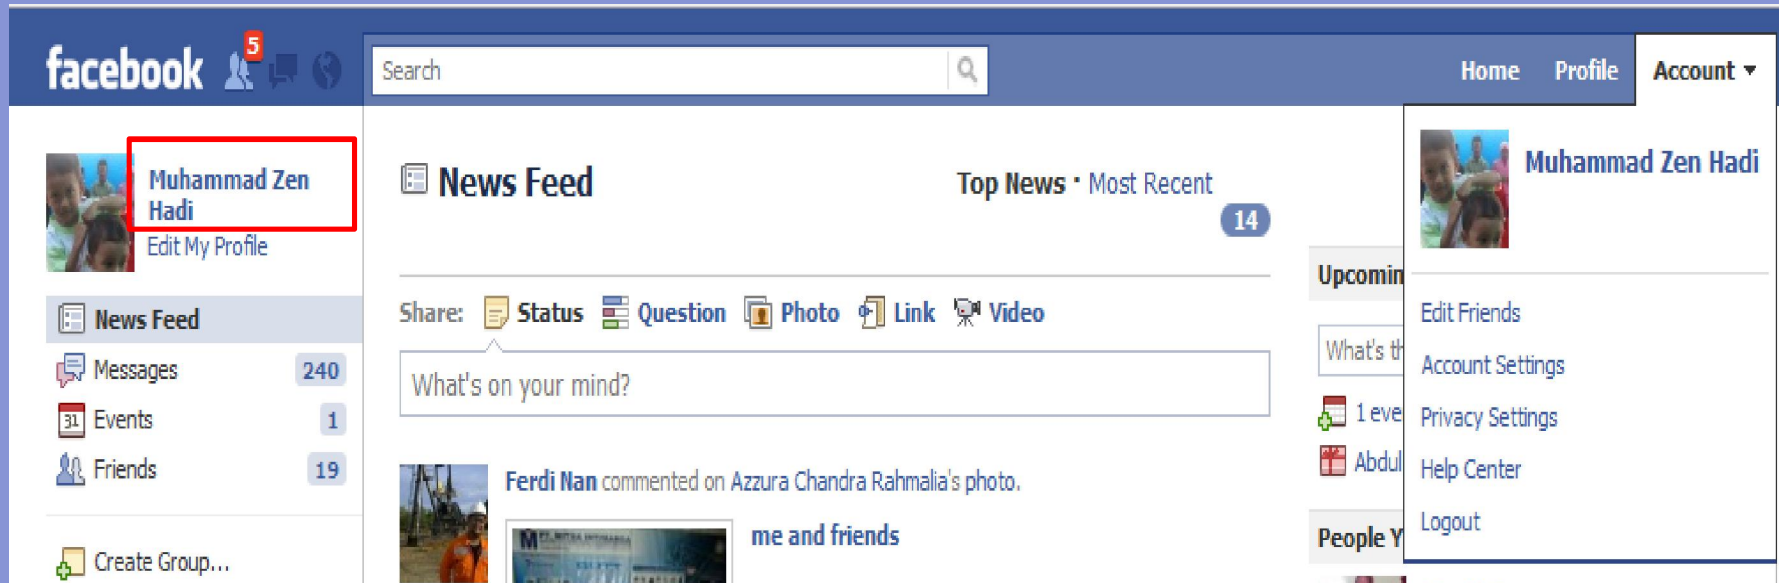 facebook
5
Search
Home Profile Account
Muhammad Zen
Hadi
Edit My Profile
News Feed
Messages 240
31 Events 1
Friends 19
Create Group...
News Feed
Top News · Most Recent
14
Share: Status Question Photo Link Video
What's on your mind?
Ferdi Nan commented on Azzura Chandra Rahmalia's photo.
me and friends
Upcomin
What's th
1 eve
Abdul
People Y
Muhammad Zen Hadi
Edit Friends
Account Settings
Privacy Settings
Help Center
Logout